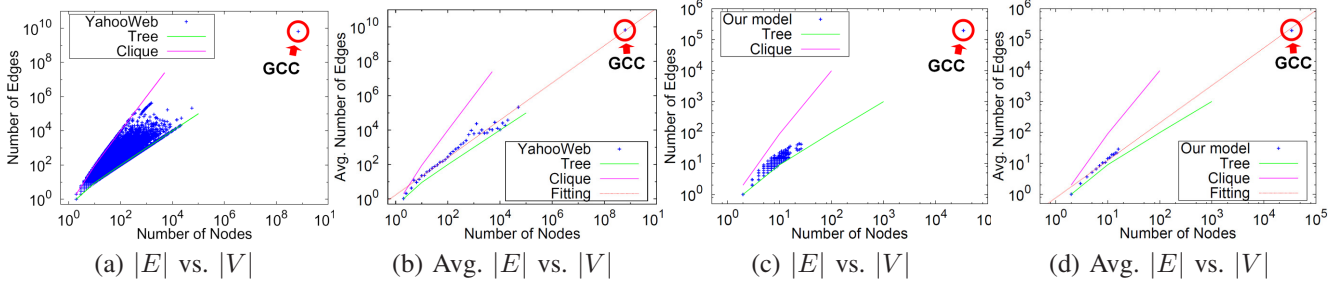 Number of Edges
10^10
10^8
10^6
10^4
10^2
10^0
YahooWeb
Tree
Clique
GCC
10^0
10^2
10^4
10^6
10^8
10^1
Number of Nodes
(a) |E| vs. |V|
Avg. Number of Edges
10^10
10^8
10^6
10^4
10^2
10^0
GCC
YahooWeb
Tree
Clique
Fitting
10^0
10^2
10^4
10^6
10^8
10^1
Number of Nodes
(b) Avg. |E| vs. |V|
Number of Edges
10^6
10^5
10^4
10^3
10^2
10^1
10^0
Our model
Tree
Clique
GCC
10^0
10^1
10^2
10^3
10^4
10
Number of Nodes
(c) |E| vs. |V|
Avg. Number of Edges
10^6
10^5
10^4
10^3
10^2
10^1
10^0
GCC
Our model
Tree
Clique
Fitting
10^0
10^1
10^2
10^3
10^4
10^5
Number of Nodes
(d) Avg. |E| vs. |V|